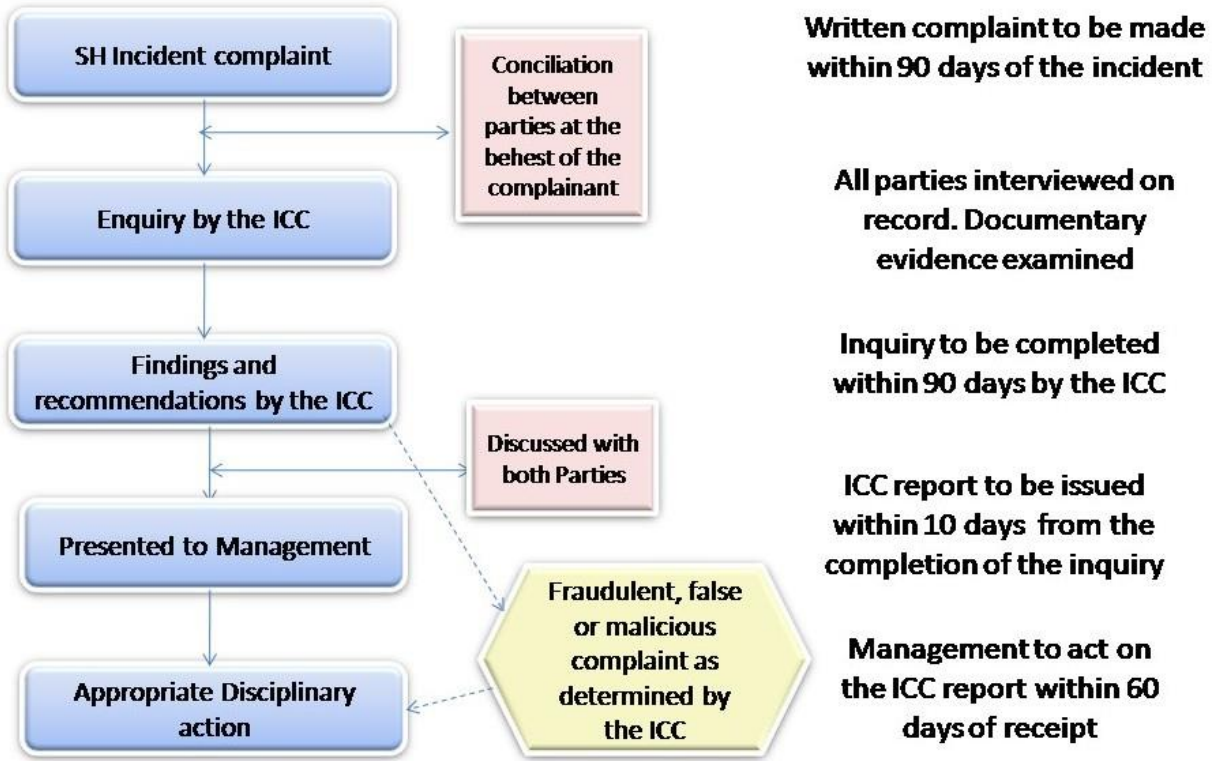 SH Incident complaint
Conciliation
between
parties at the
behest of the
complainant
Written complaint to be made
within 90 days of the incident
Enquiry by the ICC
All parties interviewed on
record. Documentary
evidence examined
Findings and
recommendations by the ICC
Inquiry to be completed
within 90 days by the ICC
Discussed with
both Parties
Presented to Management
ICC report to be issued
within 10 days from the
completion of the inquiry
Fraudulent, false
or malicious
complaint as
determined by
the ICC
Appropriate Disciplinary
action
Management to act on
the ICC report within 60
days of receipt